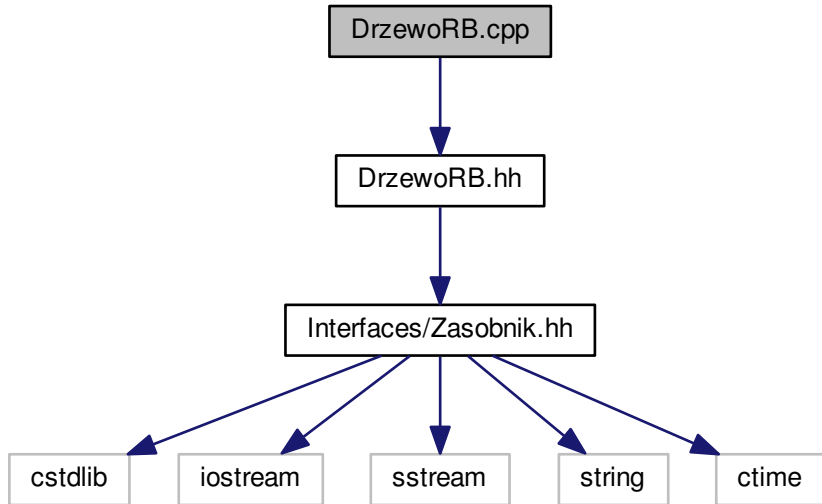 DrzewoRB.cpp
DrzewoRB.hh
Interfaces/Zasobnik.hh
cstdlib
iostream
sstream
string
ctime